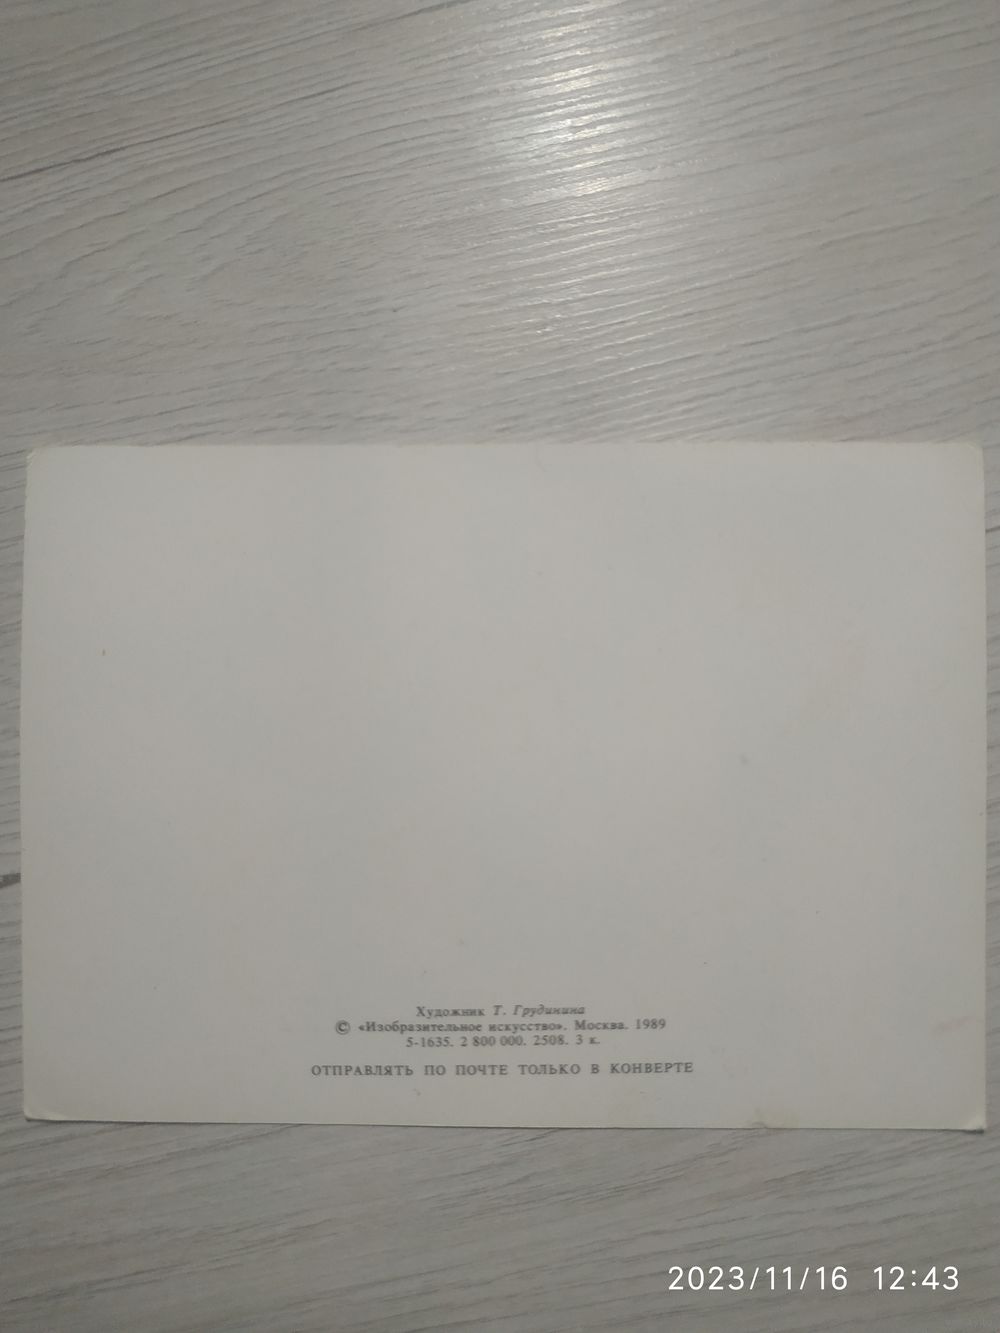 Художник Т. Грудинина
© «Изобразительное искусство». Москва. 1989
5-1635. 2 800 000. 2508. 3 к.
ОТПРАВЛЯТЬ ПО ПОЧТЕ ТОЛЬКО В КОНВЕРТЕ
2023/11/16 12:43